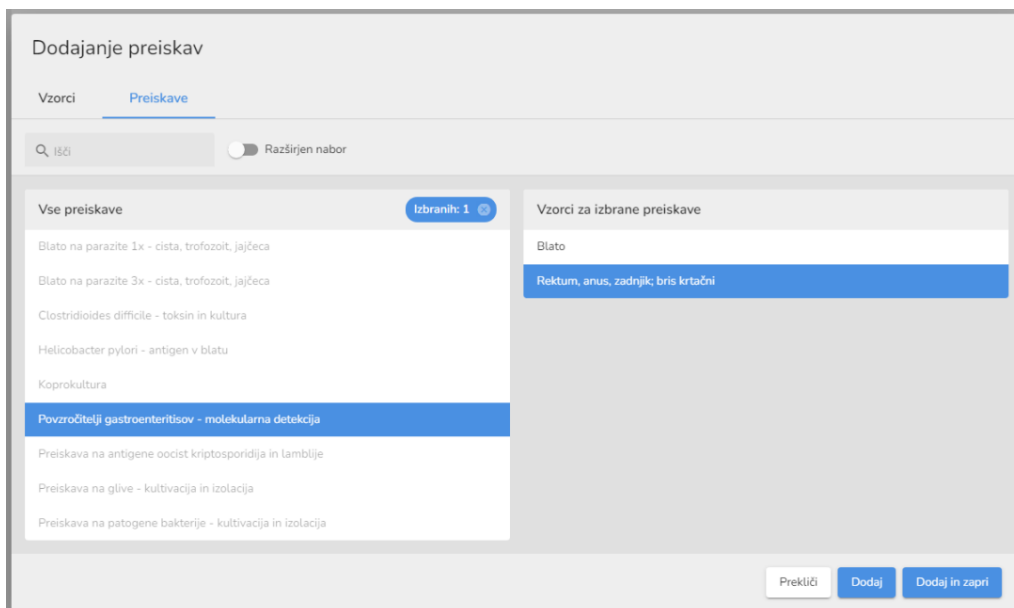 Dodajanje preiskav
Vzorci Preiskave
Išči Razširjen nabor
Vse preiskave Izbranih: 1
Blato na parazite 1x - cista, trofozoit, jajčeca
Blato na parazite 3x - cista, trofozoit, jajčeca
Clostridioides difficile - toksin in kultura
Helicobacter pylori - antigen v blatu
Koprokultura
Povzročitelji gastroenteritisov - molekularna detekcija
Preiskava na antigene oocist kriptosporidija in lamblije
Preiskava na glive - kultivacija in izolacija
Preiskava na patogene bakterije - kultivacija in izolacija
Vzorci za izbrane preiskave
Blato
Rektum, anus, zadnjik; bris krtačni
Prekliči Dodaj Dodaj in zapri